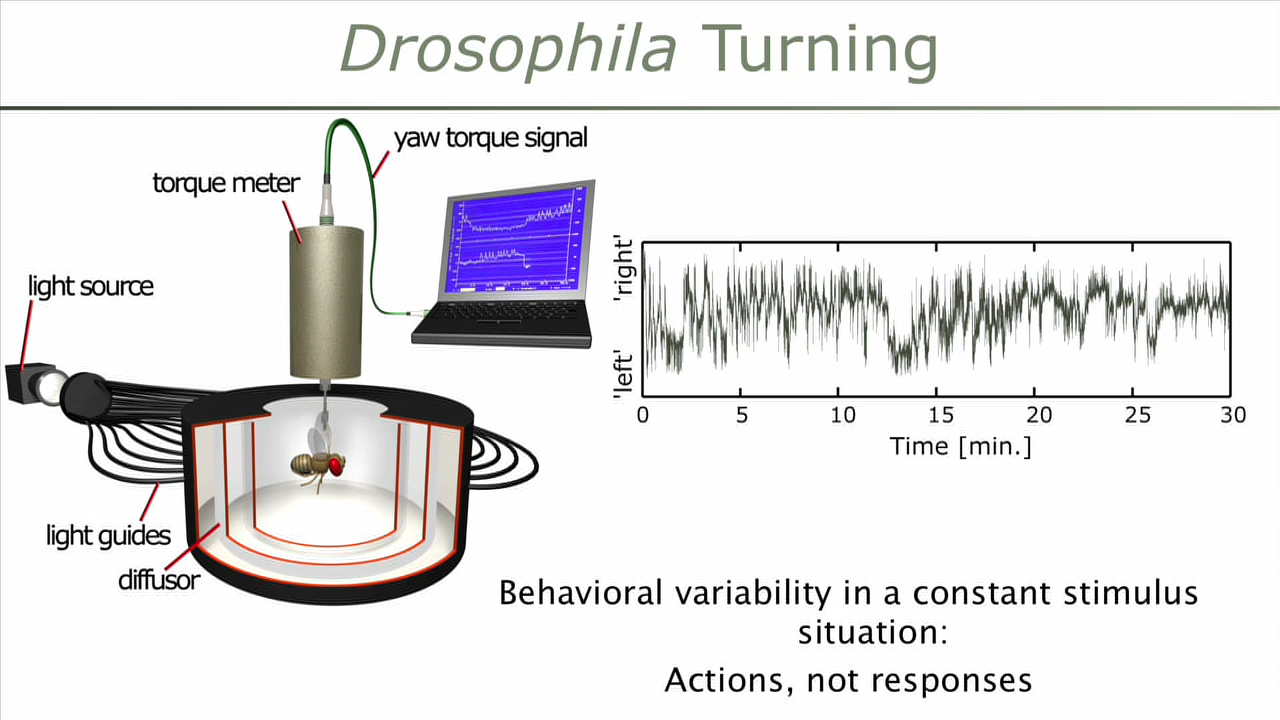 Drosophila Turning
yaw torque signal
torque meter
light source
light guides
diffusor
'right'
'left'
0 5 10 15 20 25 30
Time [min.]
Behavioral variability in a constant stimulus
situation:
Actions, not responses